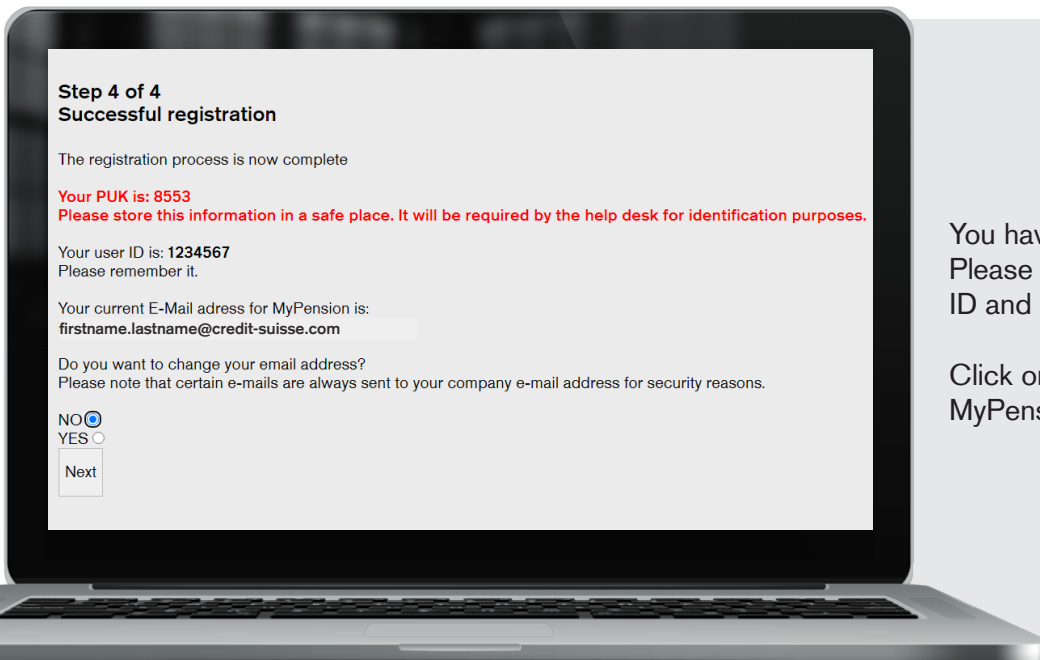 Step 4 of 4
Successful registration
The registration process is now complete
Your PUK is: 8553
Please store this information in a safe place. It will be required by the help desk for identification purposes.
Your user ID is: 1234567
Please remember it.
Your current E-Mail adress for MyPension is:
firstname.lastname@credit-suisse.com
Do you want to change your email address?
Please note that certain e-mails are always sent to your company e-mail address for security reasons.
NO
YES
Next
You
Please
ID and
Click